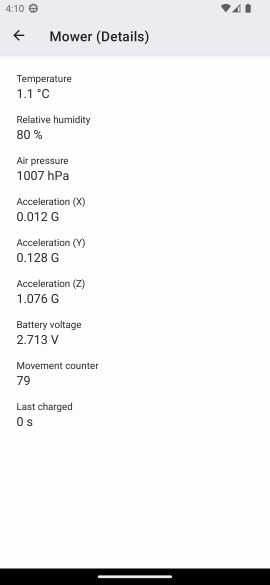 4:10
Mower (Details)
Temperature
1.1 °C
Relative humidity
80 %
Air pressure
1007 hPa
Acceleration (X)
0.012 G
Acceleration (Y)
0.128 G
Acceleration (Z)
1.076 G
Battery voltage
2.713 V
Movement counter
79
Last charged
0 s